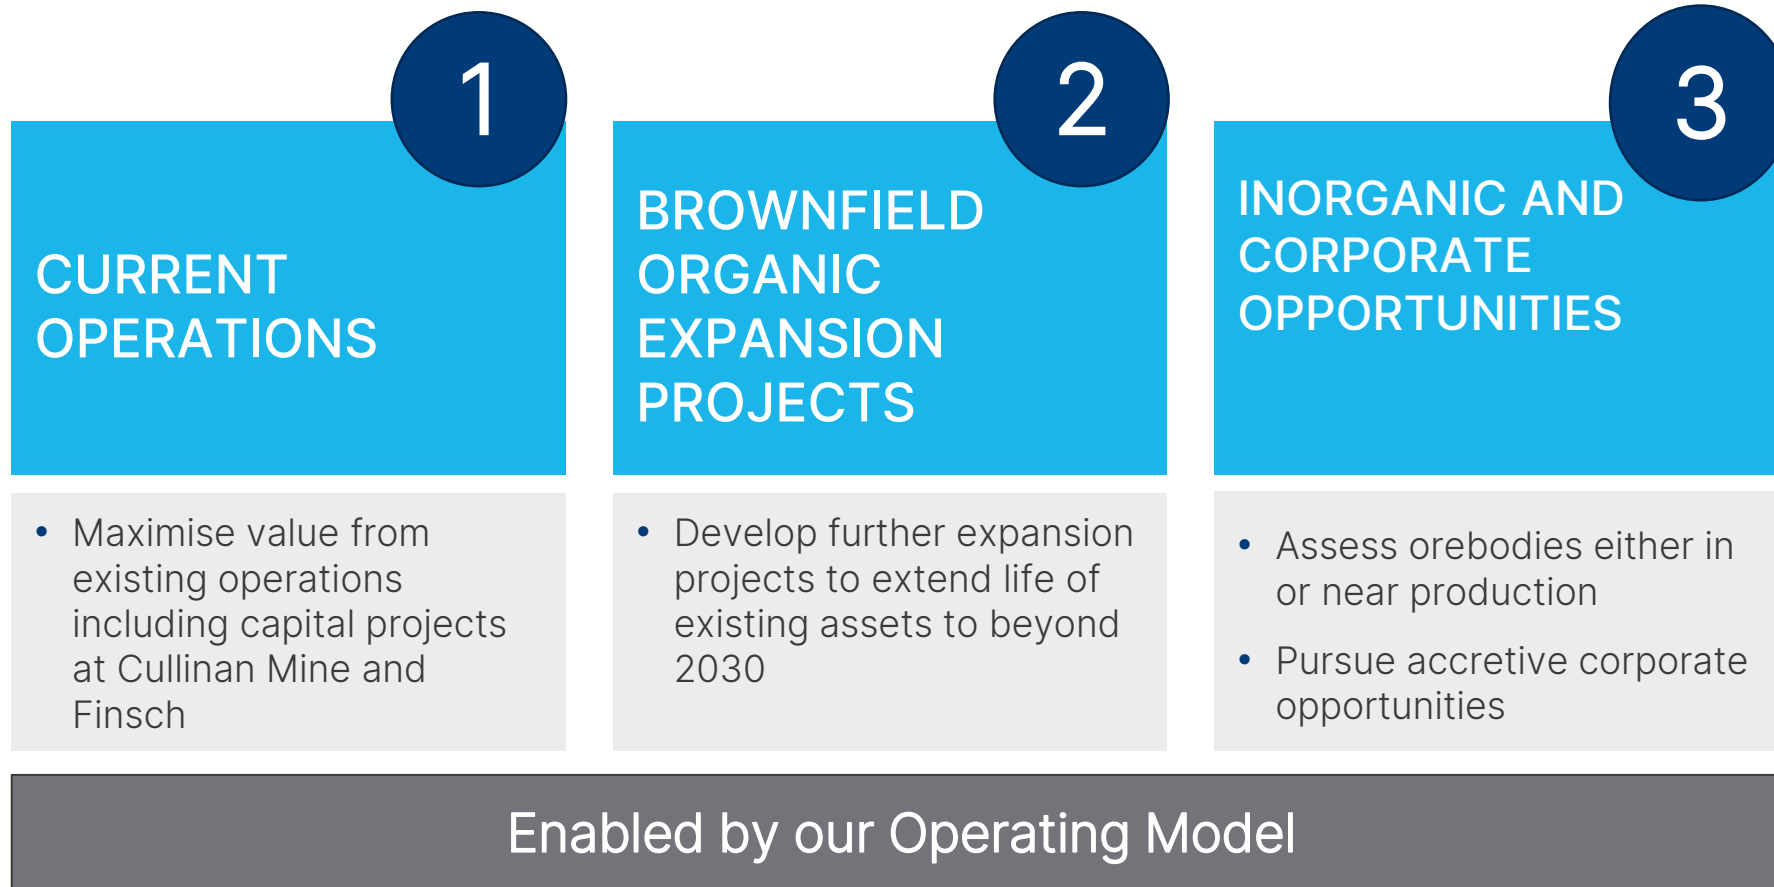 1
CURRENT
OPERATIONS
• Maximise value from
existing operations
including capital projects
at Cullinan Mine and
Finsch
2
BROWNFIELD
ORGANIC
EXPANSION
PROJECTS
• Develop further expansion
projects to extend life of
existing assets to beyond
2030
3
INORGANIC AND
CORPORATE
OPPORTUNITIES
• Assess orebodies either in
or near production
• Pursue accretive corporate
opportunities
Enabled by our Operating Model